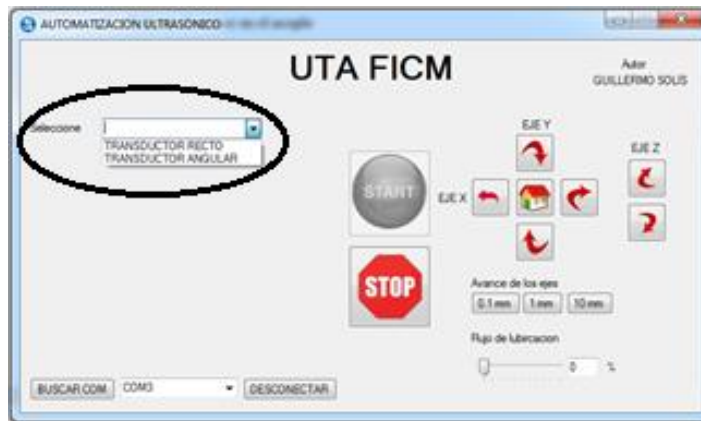 AUTOMATIZACION ULTRASONICO
UTA FICM
Autor
GUILLERMO SOLIS
Seleccione
TRANSDUCTOR RECTO
TRANSDUCTOR ANGULAR
START
STOP
EJE Y
EJE X
EJE Z
Avance de los ejes
0.1 mm 1 mm 10 mm
Flujo de lubricacion
0 %
BUSCAR COM COM3 DESCONECTAR